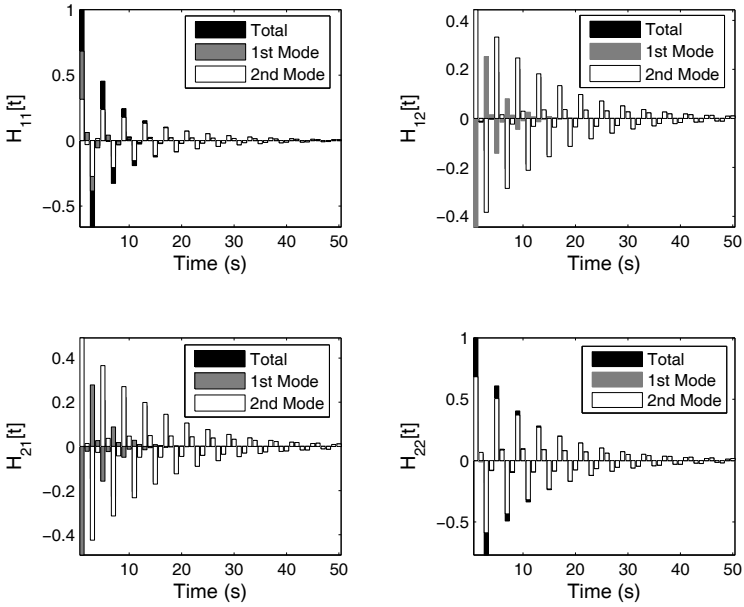 1
0.5
0
−0.5
H11[t]
Total
1st Mode
2nd Mode
10 20 30 40 50
Time (s)
0.4
0.2
0
−0.2
−0.4
H12[t]
Total
1st Mode
2nd Mode
10 20 30 40 50
Time (s)
0.4
0.2
0
−0.2
−0.4
H21[t]
Total
1st Mode
2nd Mode
10 20 30 40 50
Time (s)
1
0.5
0
−0.5
H22[t]
Total
1st Mode
2nd Mode
10 20 30 40 50
Time (s)